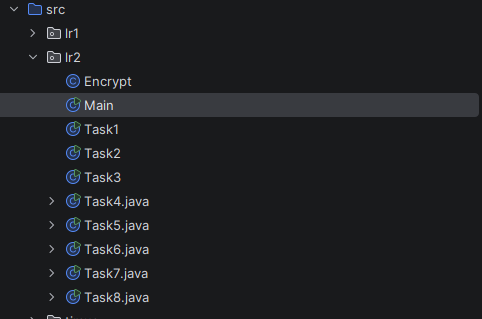 src
lr1
lr2
Encrypt
Main
Task1
Task2
Task3
Task4.java
Task5.java
Task6.java
Task7.java
Task8.java